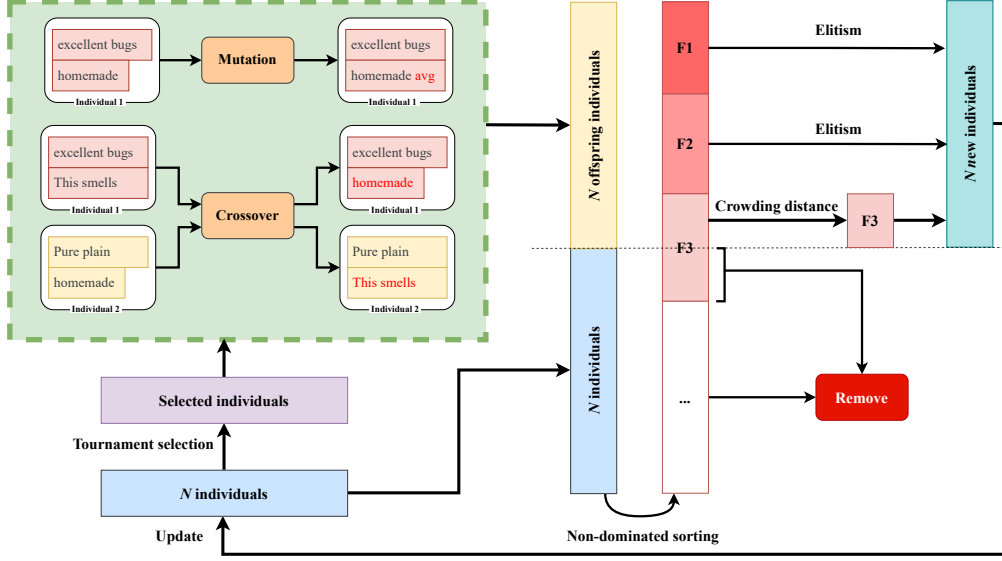 excellent bugs
homemade
Individual 1
Mutation
excellent bugs
homemade avg
Individual 1
excellent bugs
This smells
Individual 1
Pure plain
homemade
Individual 2
Crossover
excellent bugs
homemade
Individual 1
Pure plain
This smells
Individual 2
Selected individuals
Tournament selection
N individuals
Update
N offspring individuals
N individuals
F1
F2
F3
...
Non-dominated sorting
Elitism
Elitism
Crowding distance
F3
Remove
N new individuals